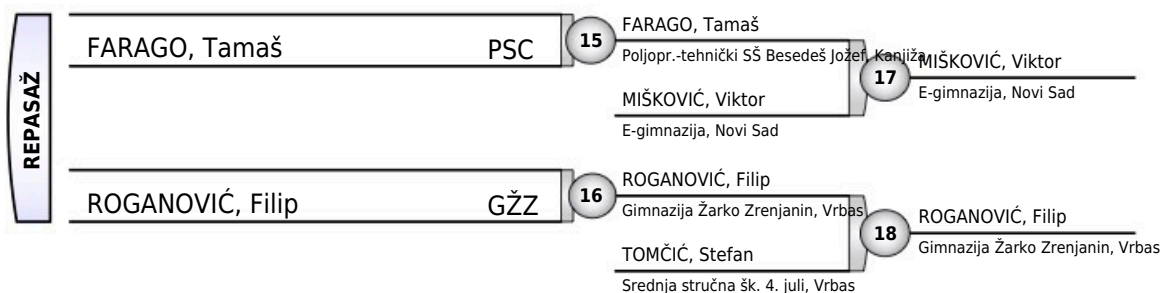 REPASAŽ
FARAGO, Tamaš PSC
15
FARAGO, Tamaš
Poljopr.-tehnički SŠ Besedeš Jožef, Kanjiža
MIŠKOVIĆ, Viktor
E-gimnazija, Novi Sad
17
MIŠKOVIĆ, Viktor
E-gimnazija, Novi Sad
ROGANOVIĆ, Filip GŽZ
16
ROGANOVIĆ, Filip
Gimnazija Žarko Zrenjanin, Vrbas
TOMČIĆ, Stefan
Srednja stručna šk. 4. juli, Vrbas
18
ROGANOVIĆ, Filip
Gimnazija Žarko Zrenjanin, Vrbas